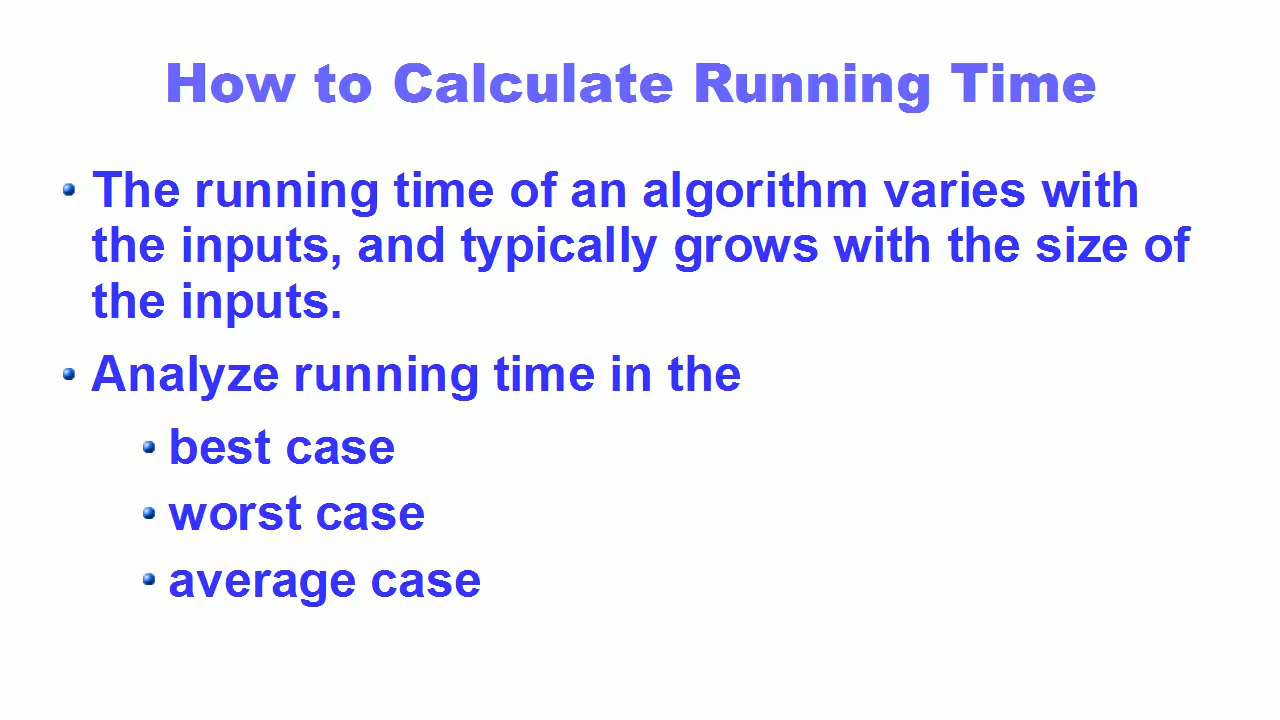 How to Calculate Running Time
• The running time of an algorithm varies with
the inputs, and typically grows with the size of
the inputs.
• Analyze running time in the
• best case
• worst case
• average case